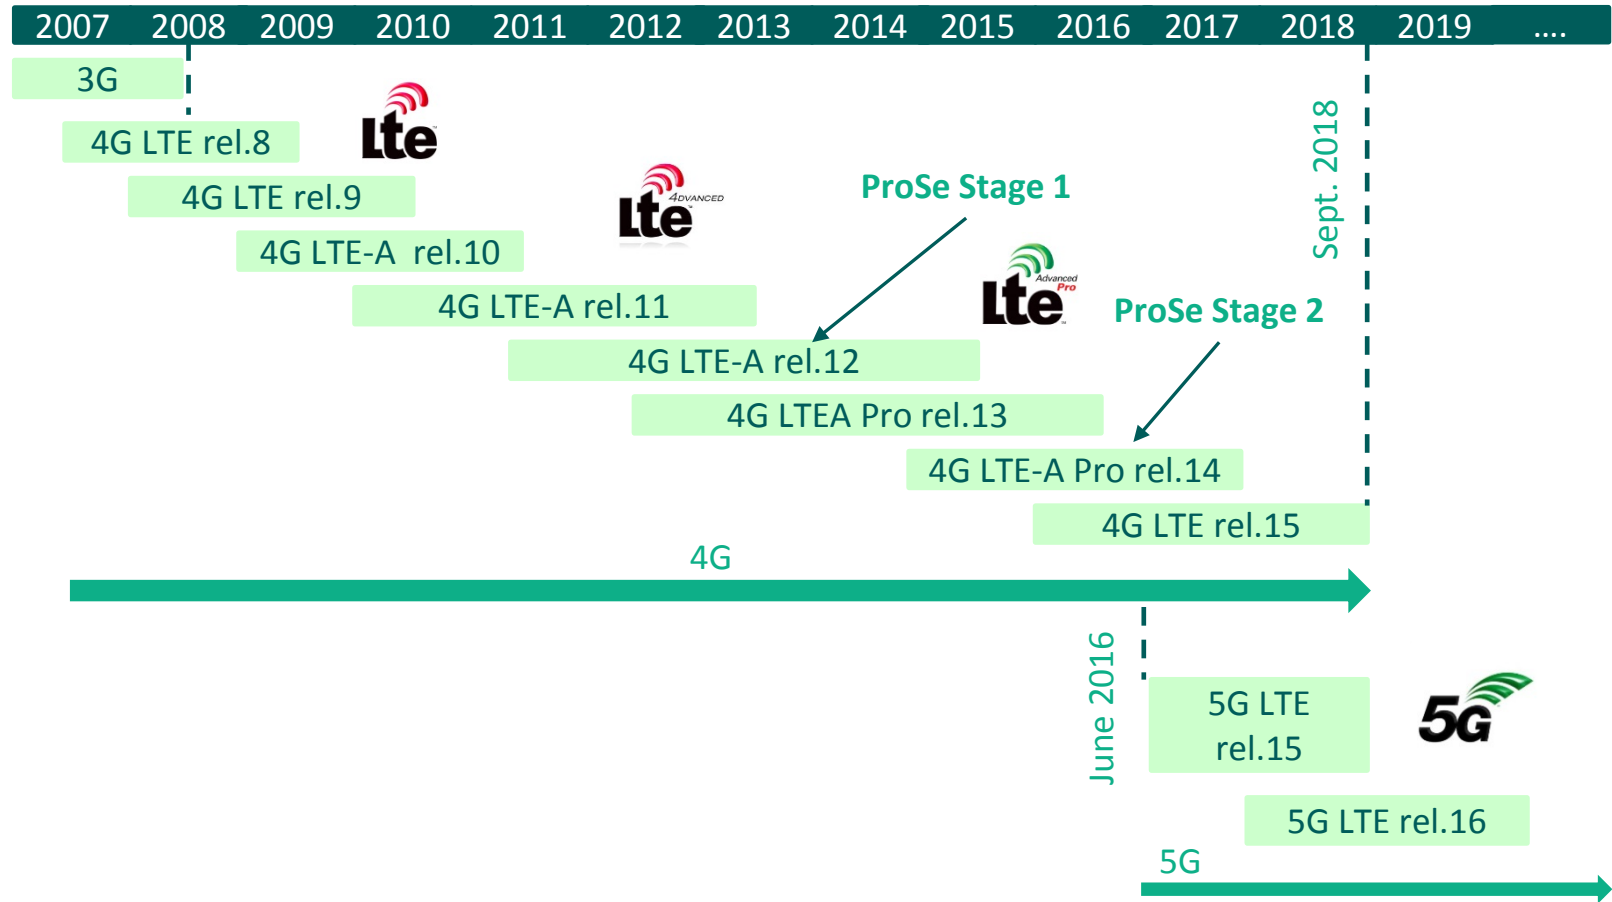 2007 2008 2009 2010 2011 2012 2013 2014 2015 2016 2017 2018 2019 ....
3G
4G LTE rel.8
Lte
4G LTE rel.9
4DVANCED
Lte
ProSe Stage 1
Sept. 2018
4G LTE-A rel.10
Advanced
Pro
Lte
4G LTE-A rel.11
ProSe Stage 2
4G LTE-A rel.12
4G LTEA Pro rel.13
4G LTE-A Pro rel.14
4G LTE rel.15
4G
June 2016
5G LTE
rel.15
5G
5G LTE rel.16
5G